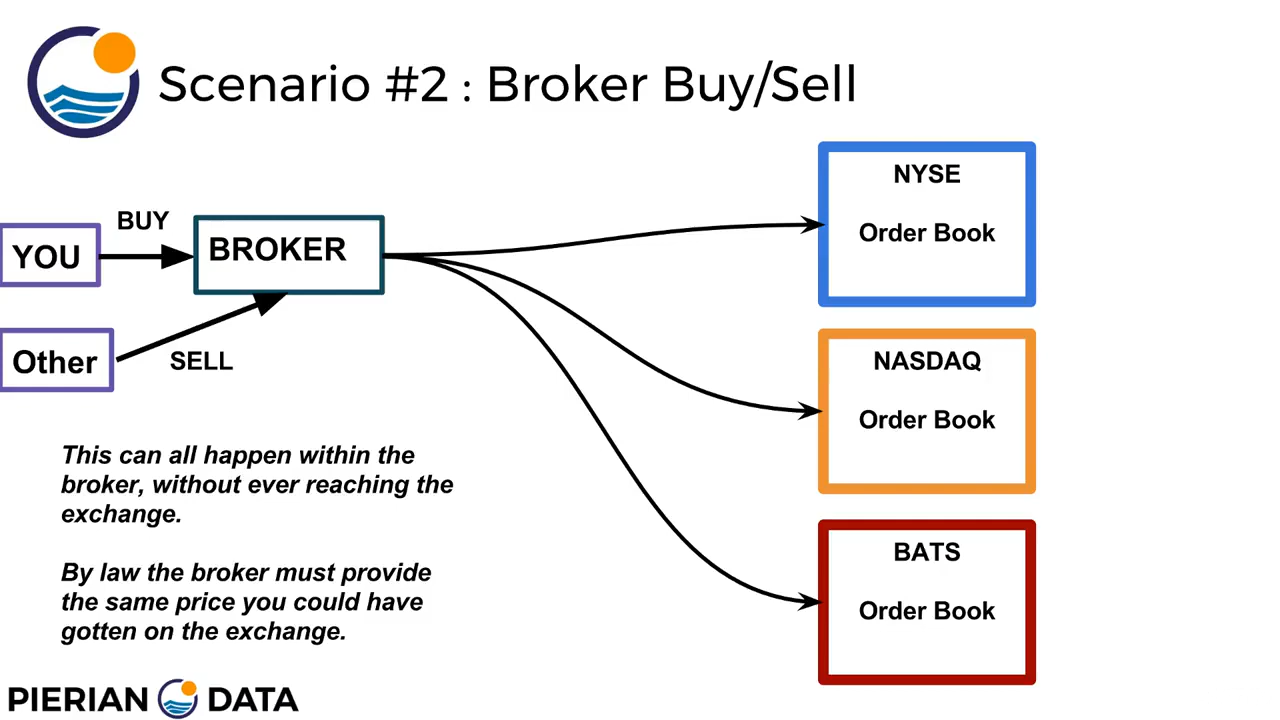 Scenario #2 : Broker Buy/Sell
BUY
YOU
BROKER
Other
SELL
NYSE
Order Book
NASDAQ
Order Book
BATS
Order Book
This can all happen within the
broker, without ever reaching the
exchange.
By law the broker must provide
the same price you could have
gotten on the exchange.
PIERIAN DATA